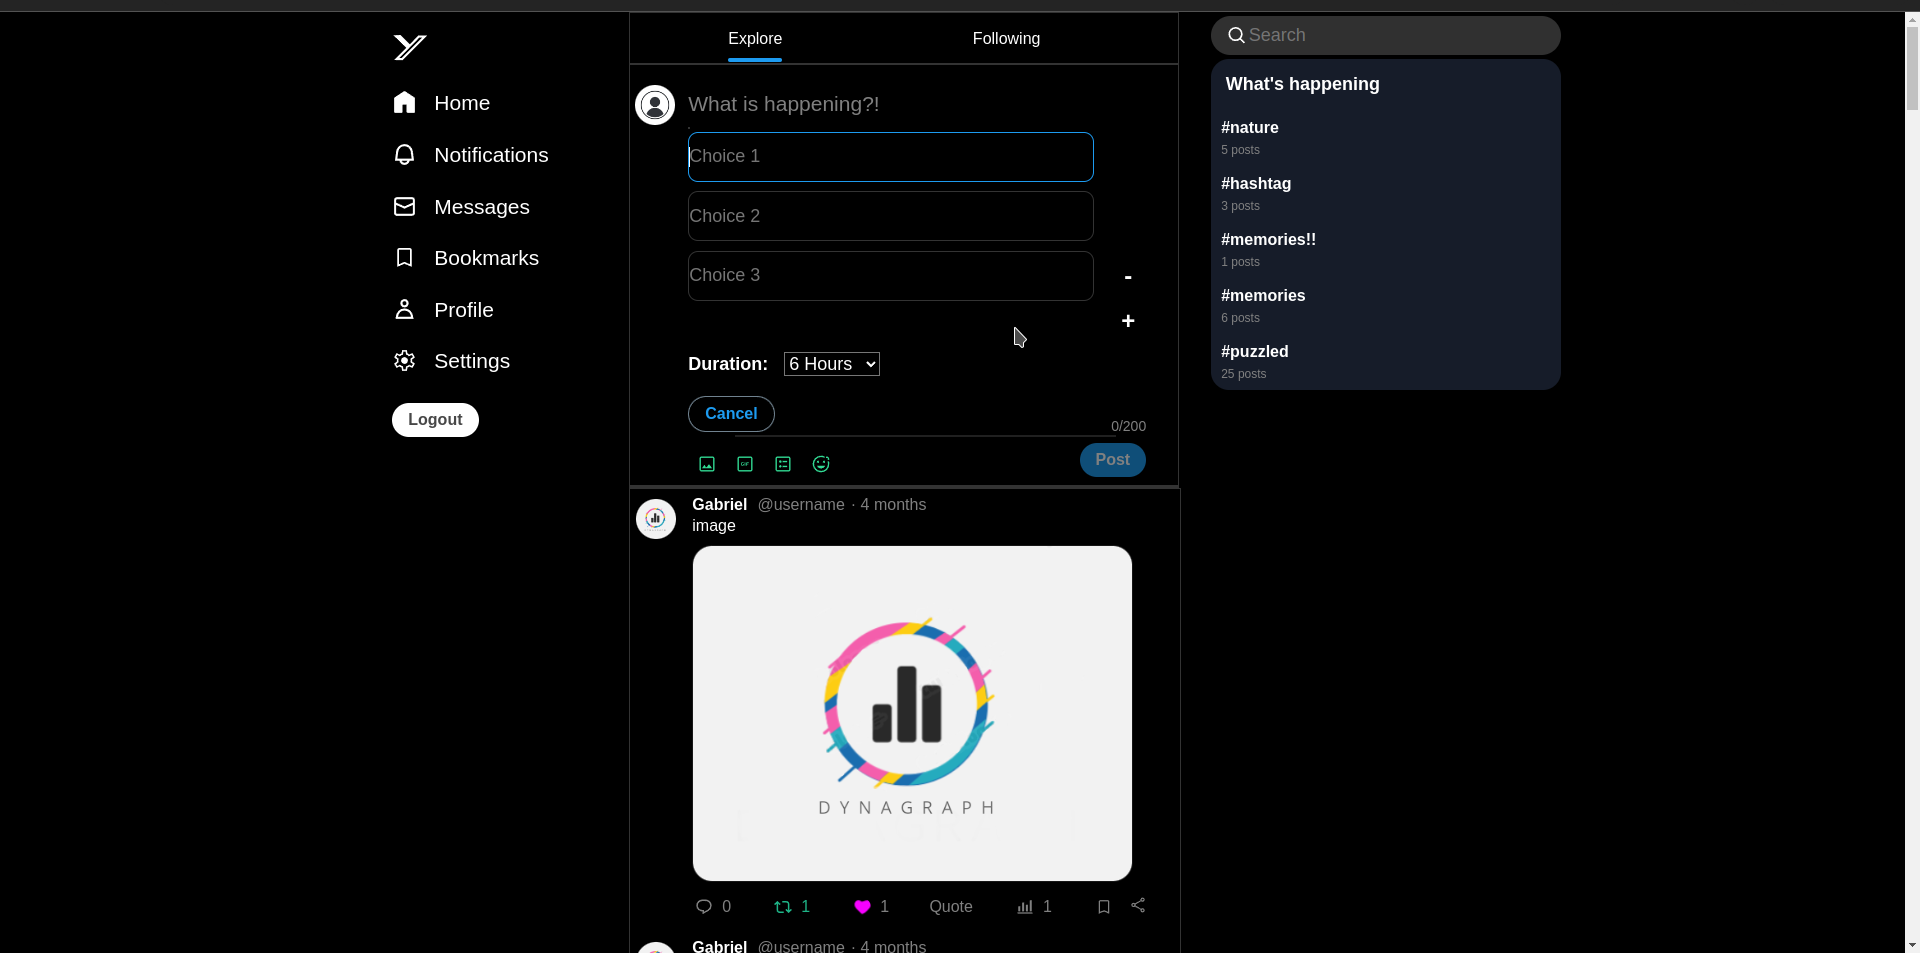 Explore
Following
Search
What's happening
#nature
5 posts
#hashtag
3 posts
#memories!!
1 posts
#memories
6 posts
#puzzled
25 posts
Home
Notifications
Messages
Bookmarks
Profile
Settings
Logout
What is happening?!
Choice 1
Choice 2
Choice 3
-
+
Duration: 6 Hours
Cancel
0/200
GIF
Post
Gabriel @username · 4 months
image
DYNAGRAPH
0 1 1 Quote 1
Gabriel @username · 4 months